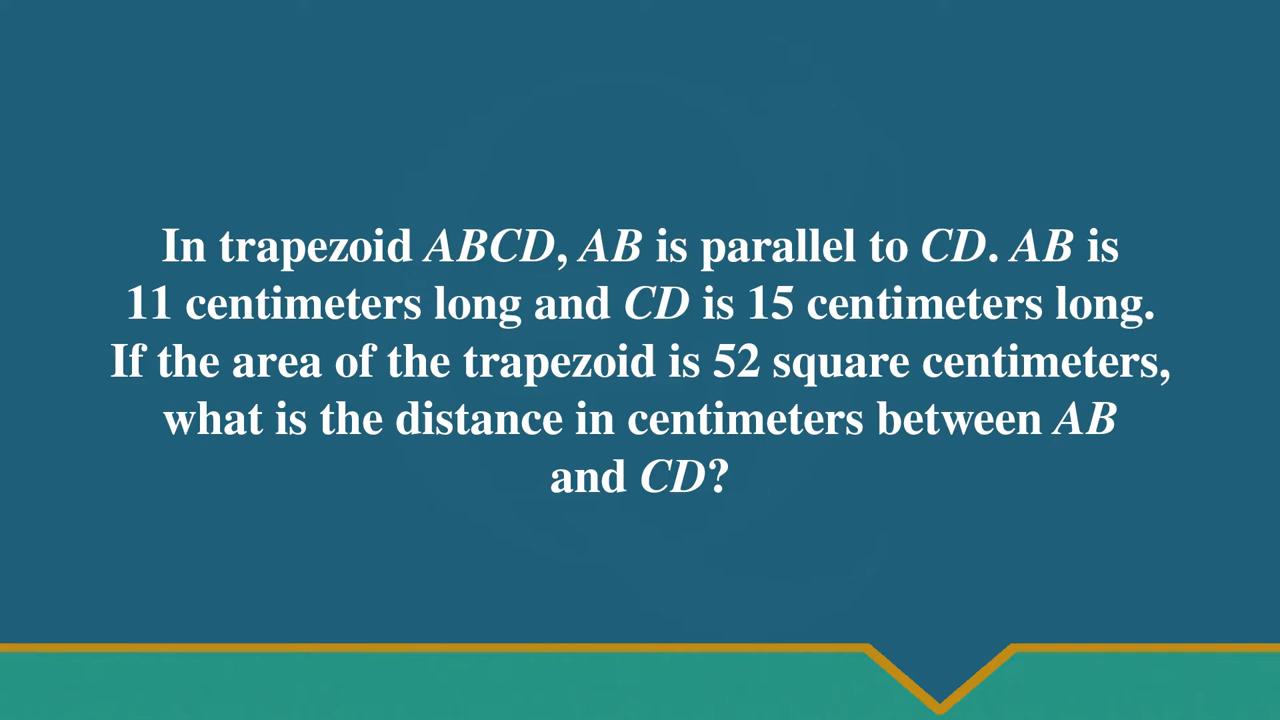 In trapezoid ABCD, AB is parallel to CD. AB is
11 centimeters long and CD is 15 centimeters long.
If the area of the trapezoid is 52 square centimeters,
what is the distance in centimeters between AB
and CD?